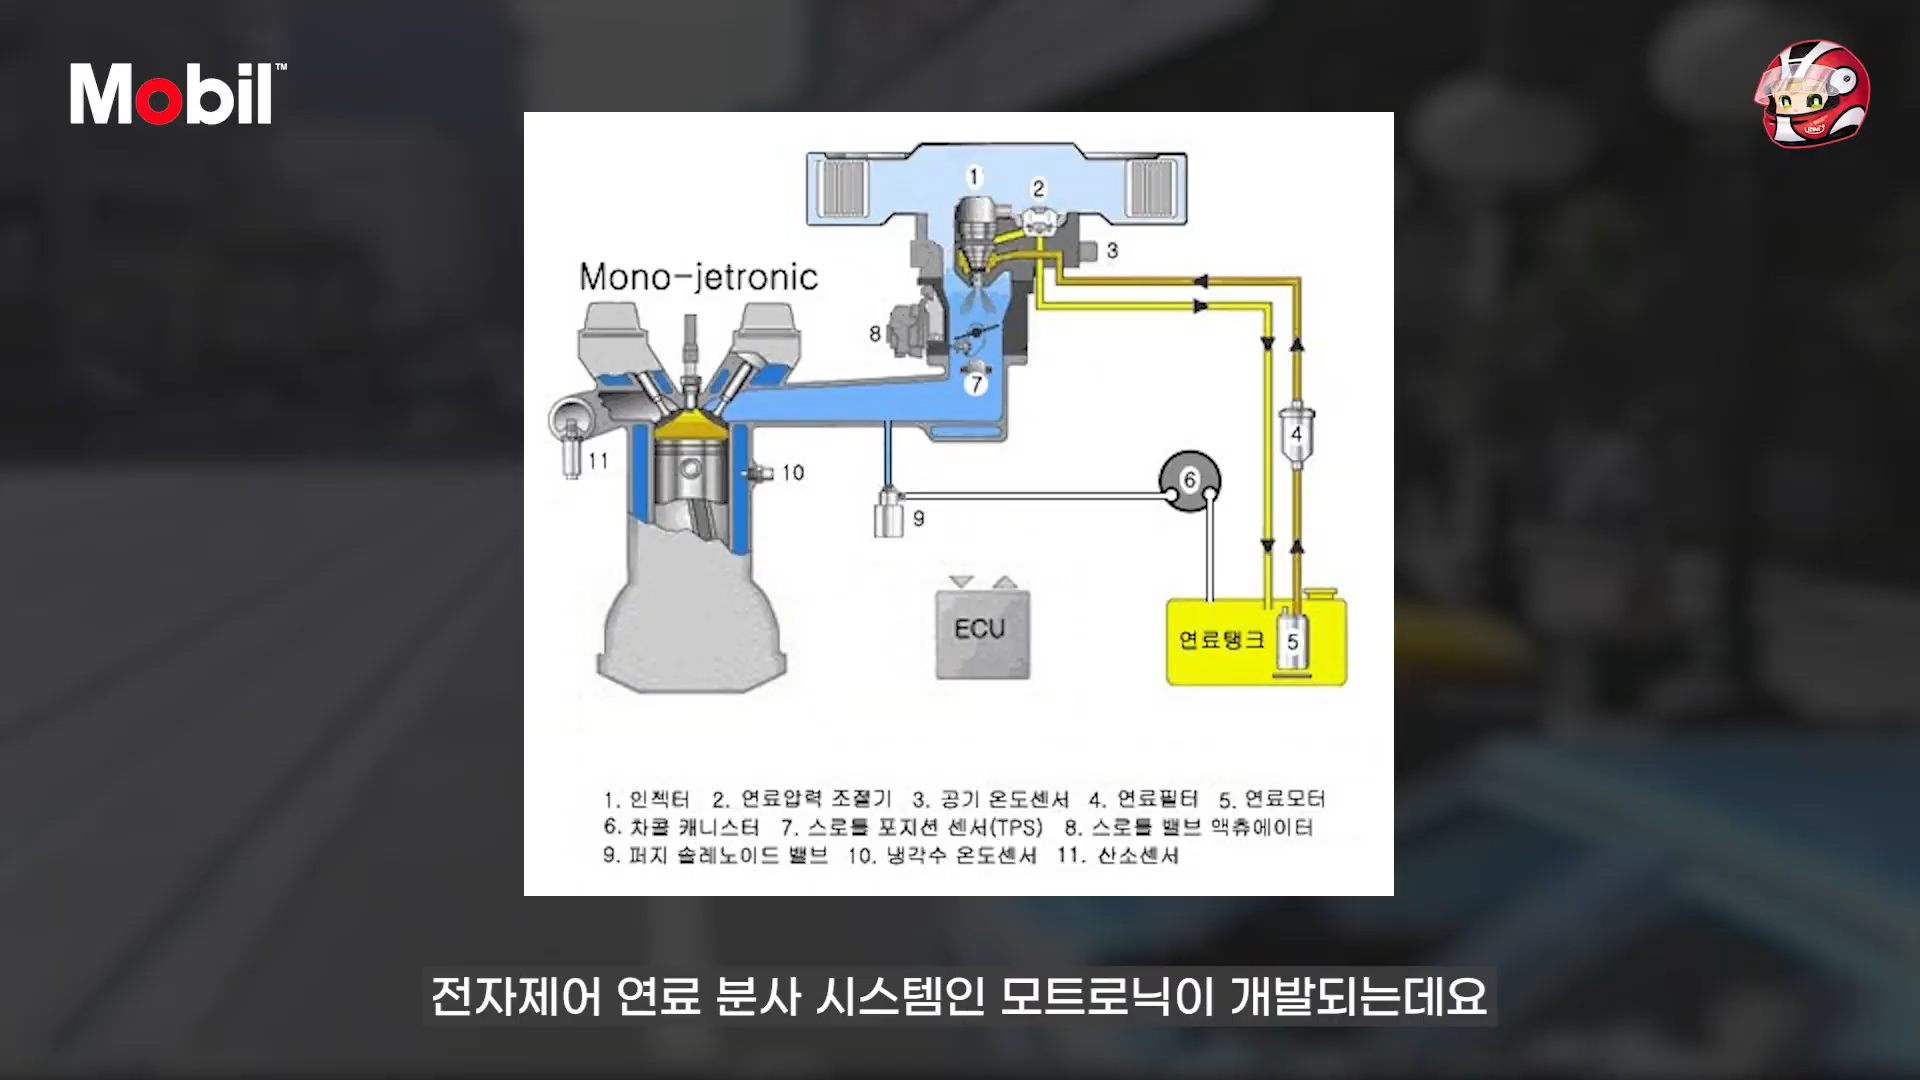 Mobil™
1
2
3
Mono-jetronic
8
7
4
11
10
6
9
ECU
연료탱크
5
1. 인젝터 2. 연료압력 조절기 3. 공기 온도센서 4. 연료필터 5. 연료모터
6. 차콜 캐니스터 7. 스로틀 포지션 센서(TPS) 8. 스로틀 밸브 액츄에이터
9. 퍼지 솔레노이드 밸브 10. 냉각수 온도센서 11. 산소센서
전자제어 연료 분사 시스템인 모트로닉이 개발되는데요